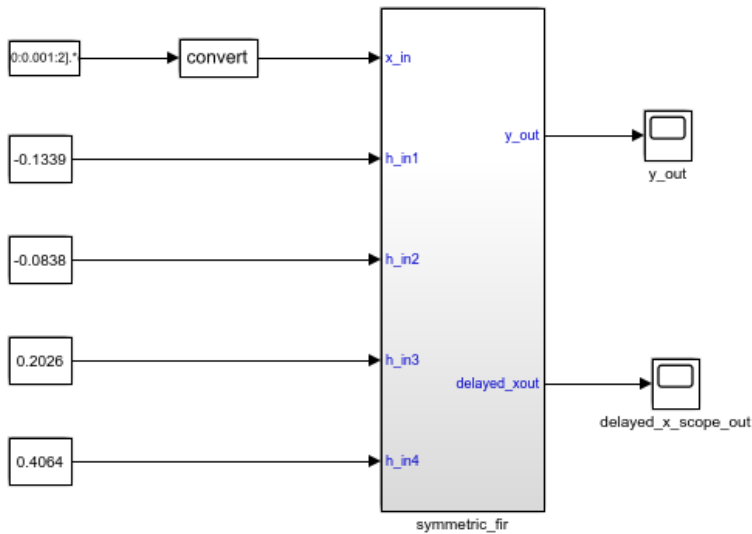 0:0.001:2].*
convert
x_in
-0.1339
h_in1
y_out
y_out
-0.0838
h_in2
0.2026
h_in3
delayed_xout
delayed_x_scope_out
0.4064
h_in4
symmetric_fir